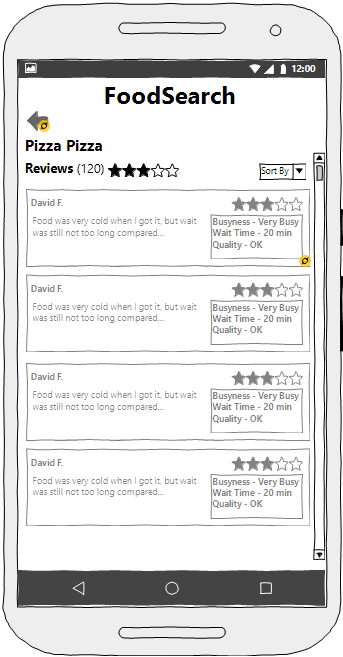 12:00
FoodSearch
Pizza Pizza
Reviews (120)
Sort By
David F.
Food was very cold when I got it, but wait
was still not too long compared...
Busyness - Very Busy
Wait Time - 20 min
Quality - OK
David F.
Food was very cold when I got it, but wait
was still not too long compared...
Busyness - Very Busy
Wait Time - 20 min
Quality - OK
David F.
Food was very cold when I got it, but wait
was still not too long compared...
Busyness - Very Busy
Wait Time - 20 min
Quality - OK
David F.
Food was very cold when I got it, but wait
was still not too long compared...
Busyness - Very Busy
Wait Time - 20 min
Quality - OK